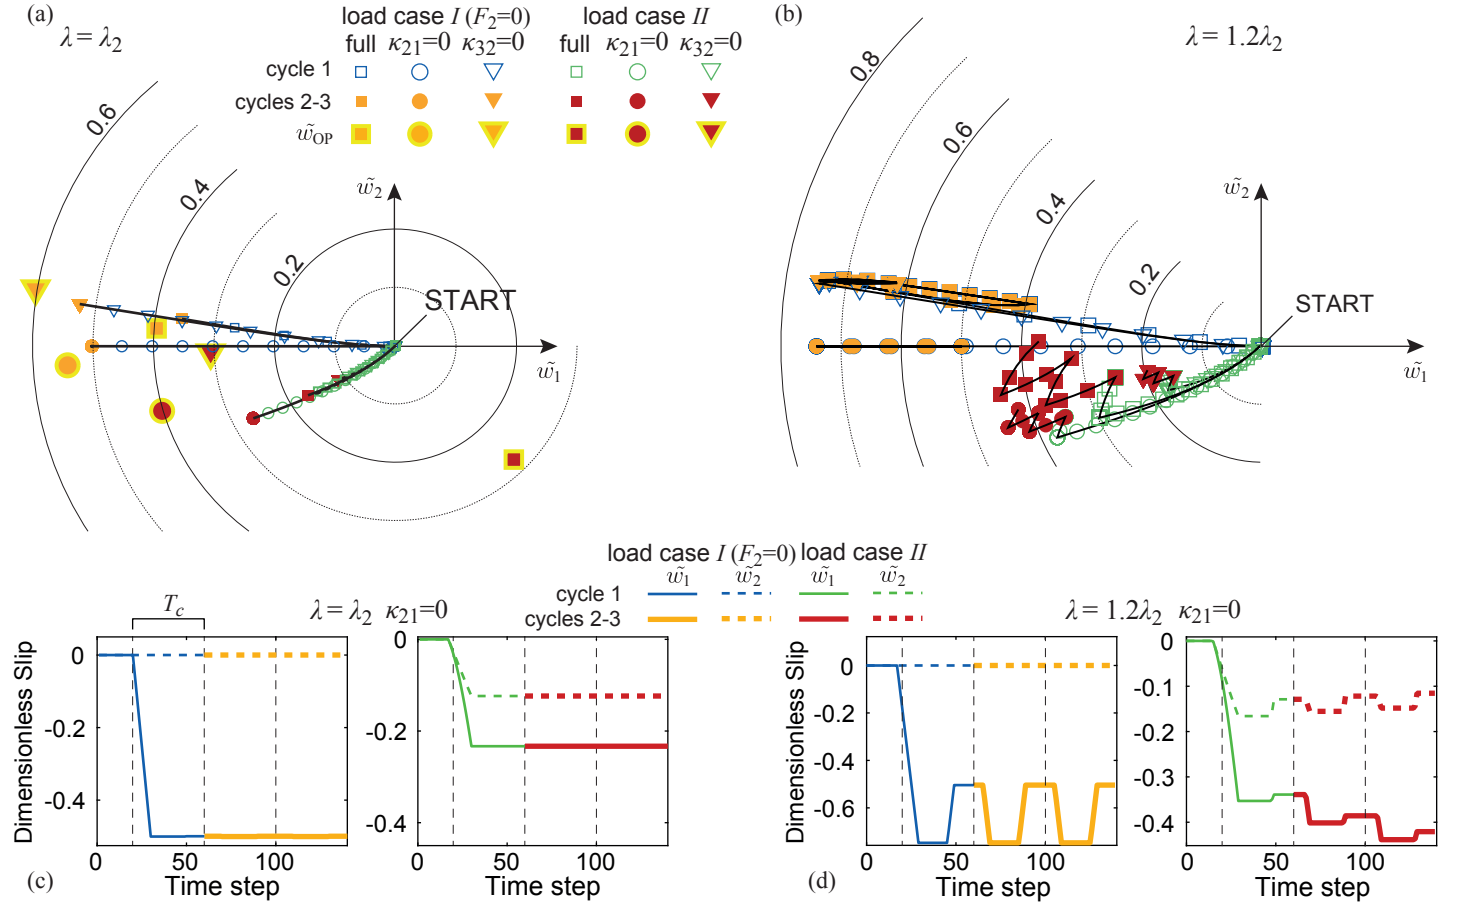 (a)
λ = λ2
load case I (F2=0) load case II
full κ21=0 κ32=0 full κ21=0 κ32=0
cycle 1
cycles 2-3
w̃OP
0.6
0.4
0.2
w̃2
START
w̃1
(b)
λ = 1.2λ2
0.8
0.6
0.4
0.2
w̃2
START
w̃1
load case I (F2=0) load case II
w̃1 w̃2 w̃1 w̃2
cycle 1
cycles 2-3
λ = λ2 κ21=0
Tc
Dimensionless Slip
0
-0.2
-0.4
0 50 100
Time step
0
-0.2
-0.4
0 50 100
Time step
(c)
λ = 1.2λ2 κ21=0
Dimensionless Slip
0
-0.2
-0.4
-0.6
0 50 100
Time step
0
-0.1
-0.2
-0.3
-0.4
0 50 100
Time step
(d)